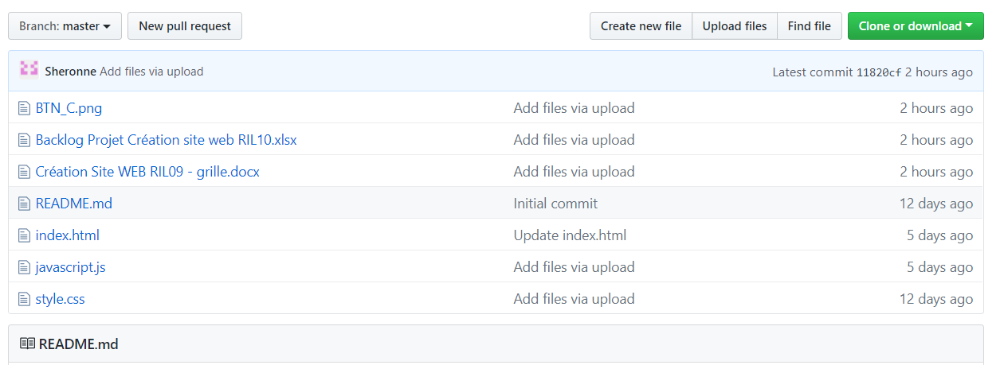 Branch: master New pull request Create new file Upload files Find file Clone or download
Sheronne Add files via upload Latest commit 11820cf 2 hours ago
BTN_C.png Add files via upload 2 hours ago
Backlog Projet Création site web RIL10.xlsx Add files via upload 2 hours ago
Création Site WEB RIL09 - grille.docx Add files via upload 2 hours ago
README.md Initial commit 12 days ago
index.html Update index.html 5 days ago
javascript.js Add files via upload 5 days ago
style.css Add files via upload 12 days ago
README.md